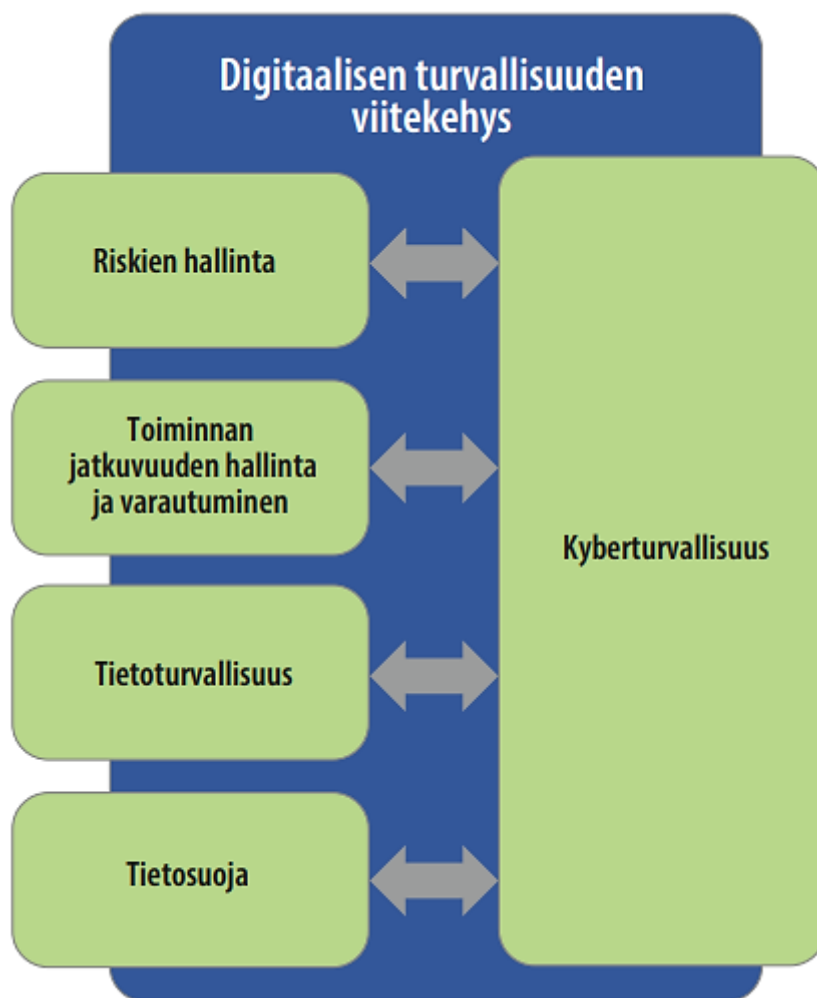 Digitaalisen turvallisuuden
viitekehys
Riskien hallinta
Toiminnan
jatkuvuuden hallinta
ja varautuminen
Tietoturvallisuus
Tietosuoja
Kyberturvallisuus